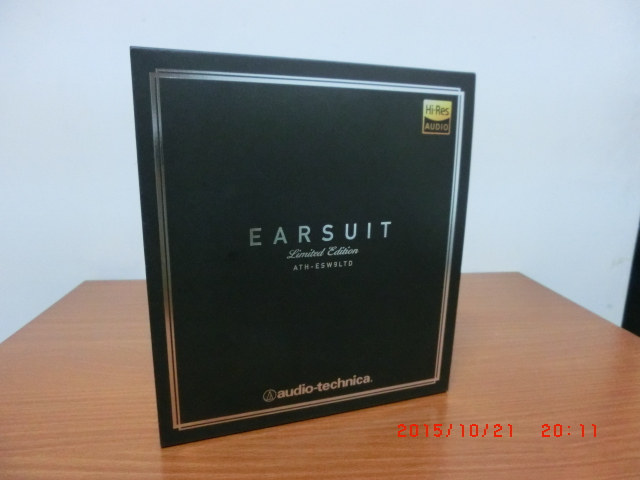 Hi-Res
AUDIO
EARSUIT
Limited Edition
ATH-ESW9LTD
audio-technica.
2015/10/21 20:11